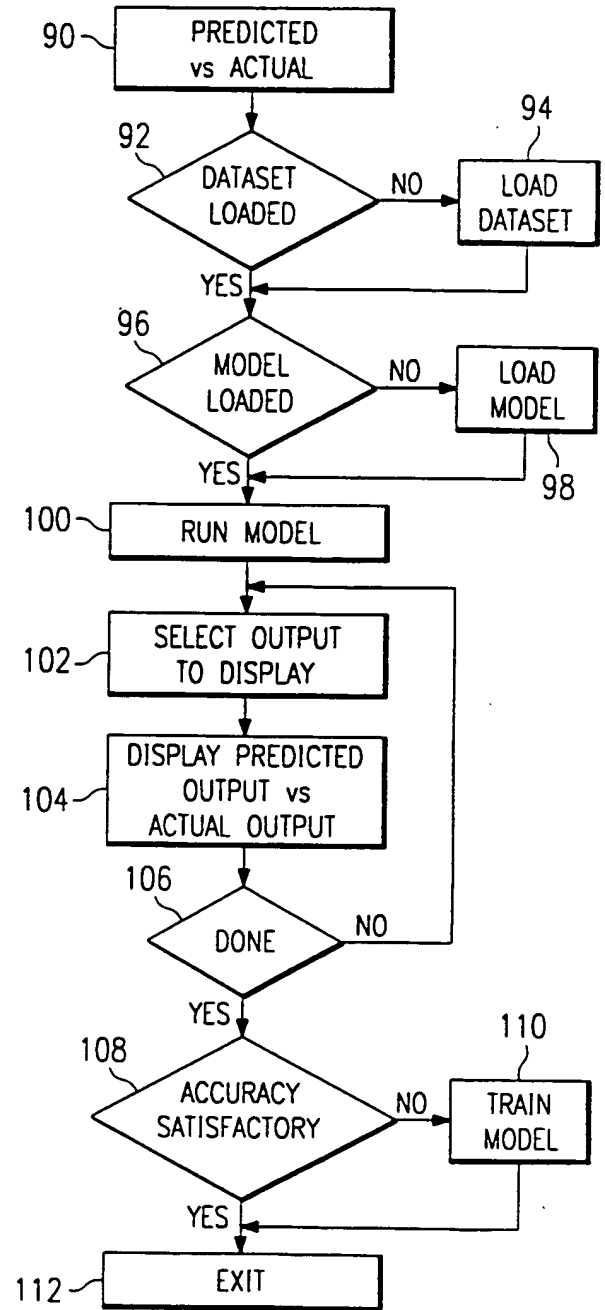 90
PREDICTED
vs ACTUAL
92
DATASET
LOADED
NO
94
LOAD
DATASET
YES
96
MODEL
LOADED
NO
LOAD
MODEL
98
YES
100
RUN MODEL
102
SELECT OUTPUT
TO DISPLAY
104
DISPLAY PREDICTED
OUTPUT vs
ACTUAL OUTPUT
106
DONE
NO
YES
108
ACCURACY
SATISFACTORY
NO
110
TRAIN
MODEL
YES
112
EXIT